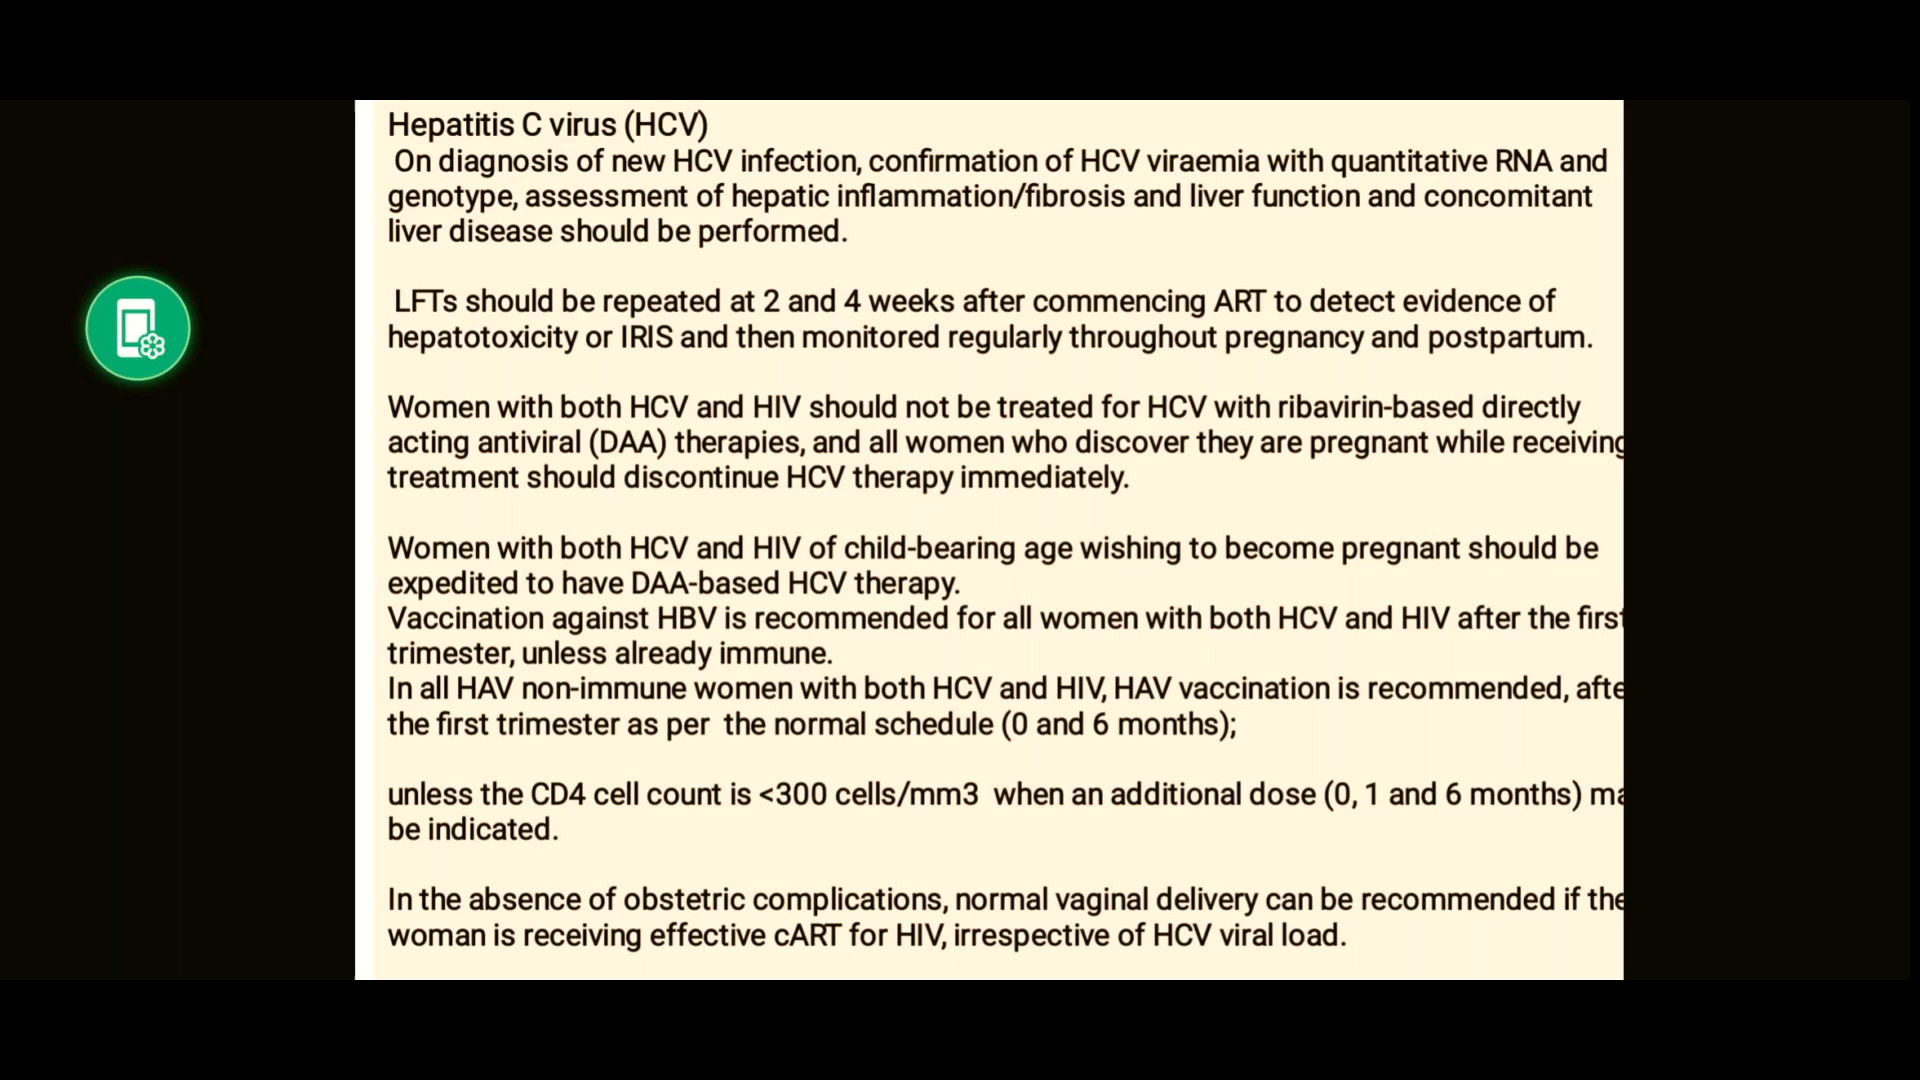 Hepatitis C virus (HCV)
On diagnosis of new HCV infection, confirmation of HCV viraemia with quantitative RNA and
genotype, assessment of hepatic inflammation/fibrosis and liver function and concomitant
liver disease should be performed.
LFTs should be repeated at 2 and 4 weeks after commencing ART to detect evidence of
hepatotoxicity or IRIS and then monitored regularly throughout pregnancy and postpartum.
Women with both HCV and HIV should not be treated for HCV with ribavirin-based directly
acting antiviral (DAA) therapies, and all women who discover they are pregnant while receiving
treatment should discontinue HCV therapy immediately.
Women with both HCV and HIV of child-bearing age wishing to become pregnant should be
expedited to have DAA-based HCV therapy.
Vaccination against HBV is recommended for all women with both HCV and HIV after the first
trimester, unless already immune.
In all HAV non-immune women with both HCV and HIV, HAV vaccination is recommended, afte
the first trimester as per the normal schedule (0 and 6 months);
unless the CD4 cell count is <300 cells/mm3 when an additional dose (0, 1 and 6 months) ma
be indicated.
In the absence of obstetric complications, normal vaginal delivery can be recommended if the
woman is receiving effective cART for HIV, irrespective of HCV viral load.